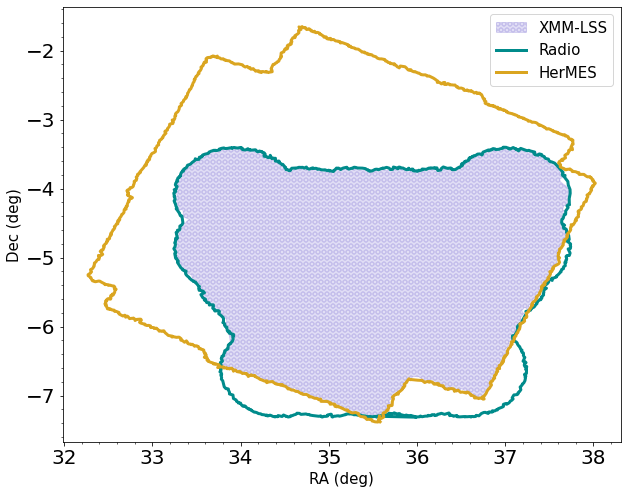 XMM-LSS
Radio
HerMES
−2
−3
−4
−5
−6
−7
Dec (deg)
32 33 34 35 36 37 38
RA (deg)